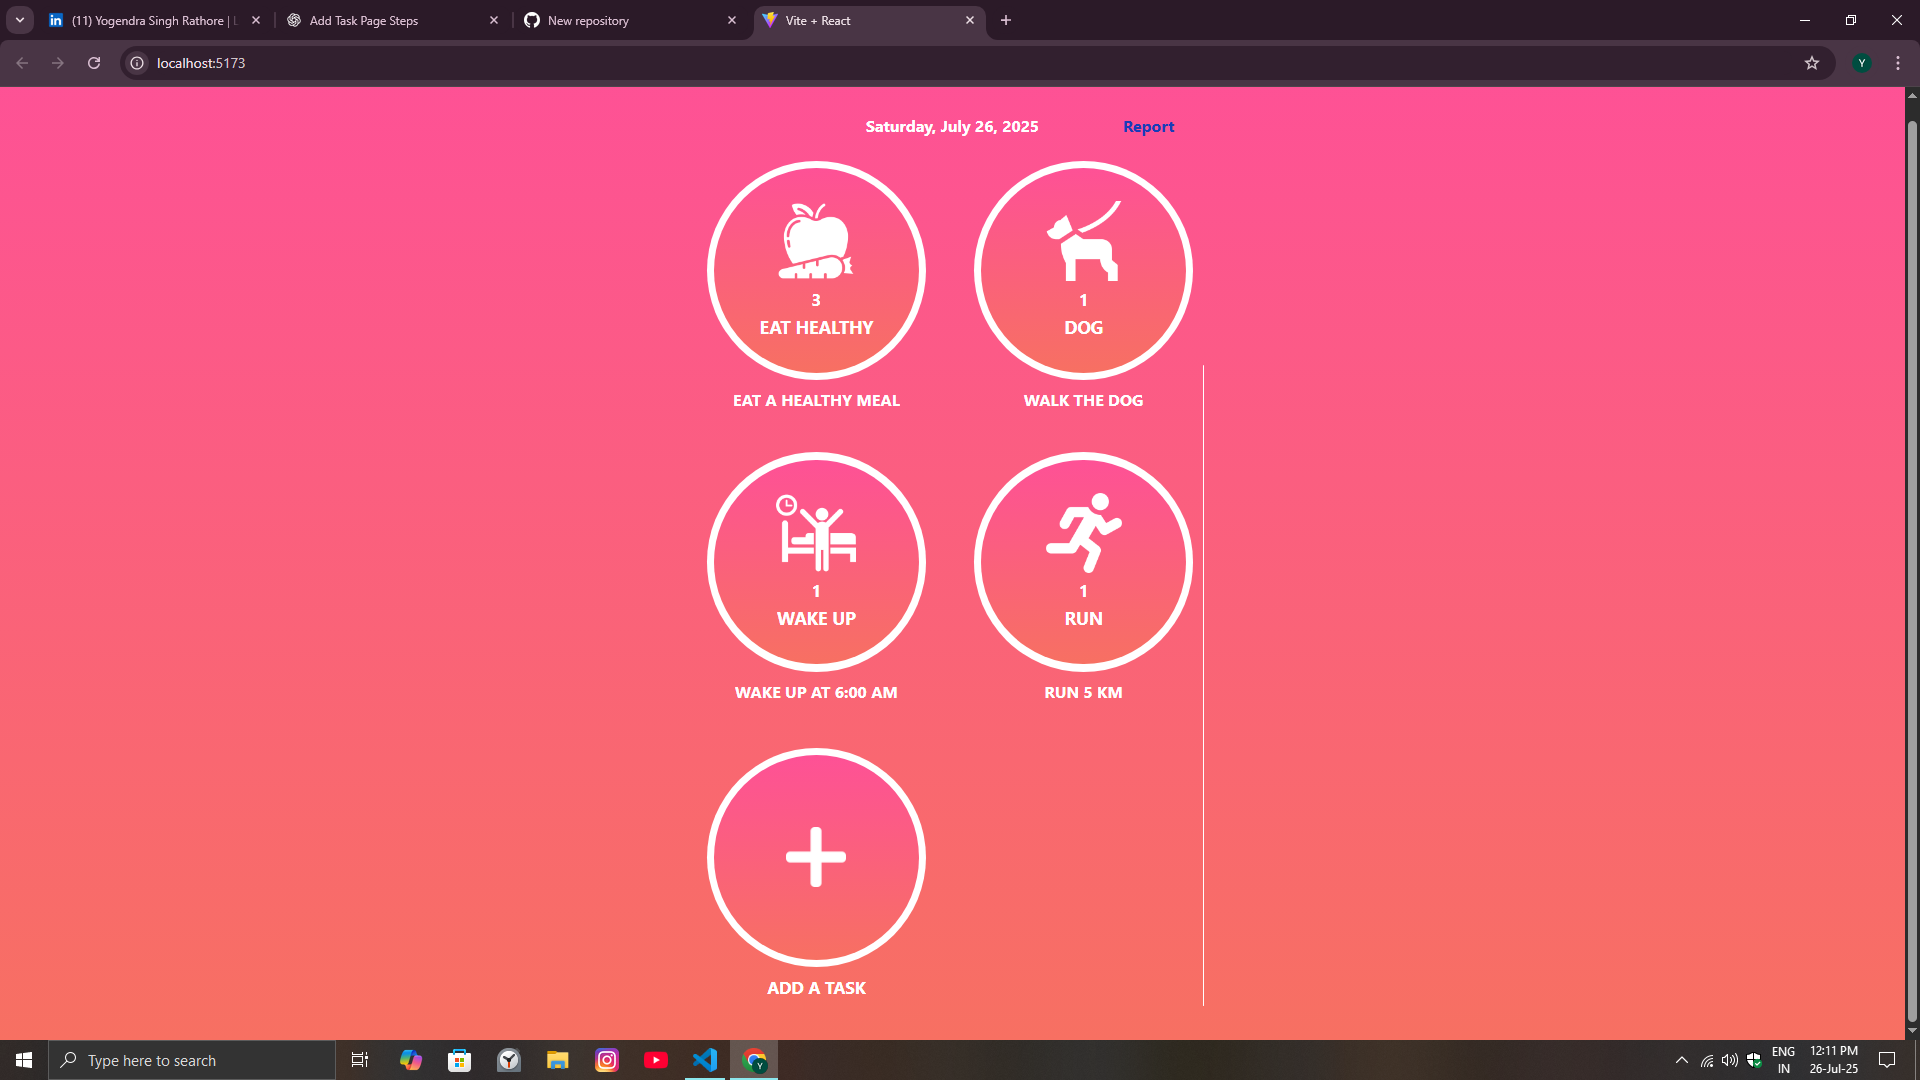 (11) Yogendra Singh Rathore | L
Add Task Page Steps
New repository
Vite + React
localhost:5173
Y
Saturday, July 26, 2025
Report
3
EAT HEALTHY
1
DOG
EAT A HEALTHY MEAL
WALK THE DOG
1
WAKE UP
1
RUN
WAKE UP AT 6:00 AM
RUN 5 KM
ADD A TASK
Type here to search
Y
ENG
IN
12:11 PM
26-Jul-25